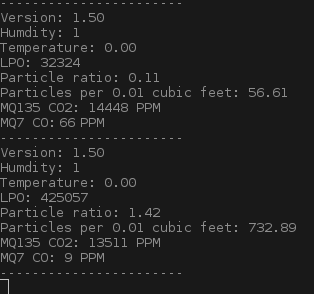 -----------------------
Version: 1.50
Humdity: 1
Temperature: 0.00
LPO: 32324
Particle ratio: 0.11
Particles per 0.01 cubic feet: 56.61
MQ135 CO2: 14448 PPM
MQ7 CO: 66 PPM
-----------------------
Version: 1.50
Humdity: 1
Temperature: 0.00
LPO: 425057
Particle ratio: 1.42
Particles per 0.01 cubic feet: 732.89
MQ135 CO2: 13511 PPM
MQ7 CO: 9 PPM
-----------------------